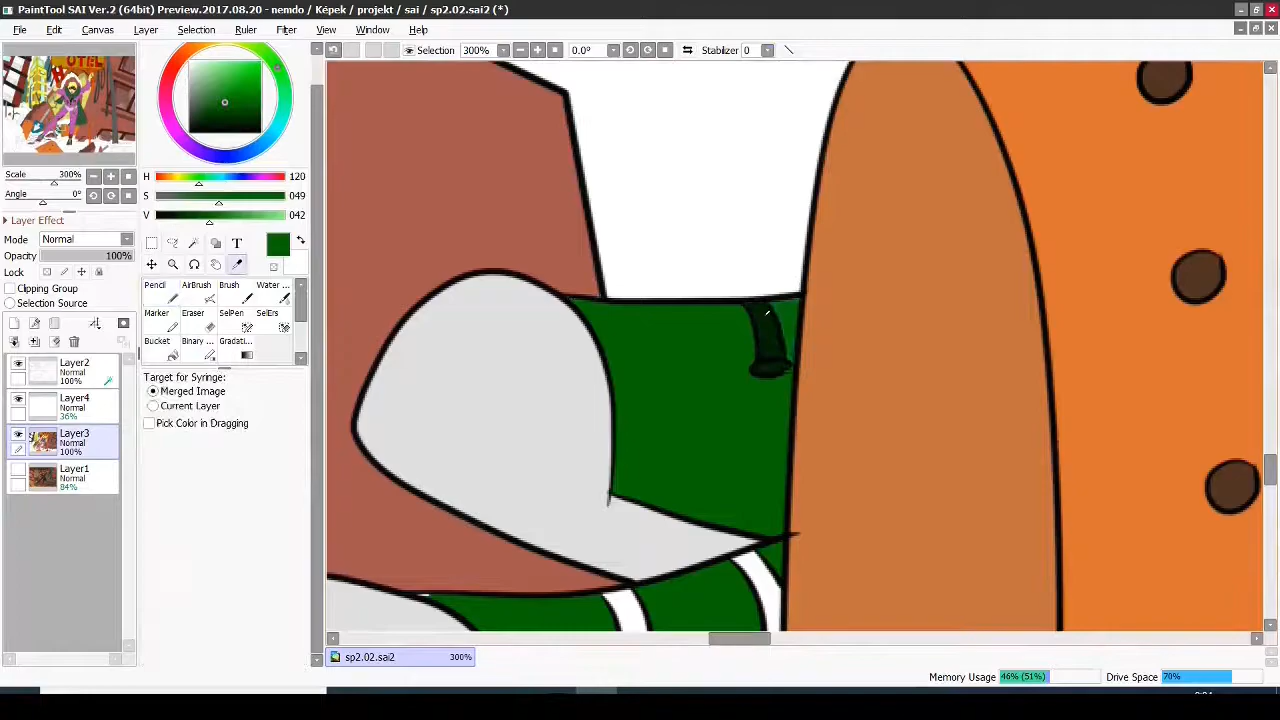 PaintTool SAI Ver.2 (64bit) Preview.2017.08.20 - nemdo / Képek / projekt / sai / sp2.02.sai2 (*)
File Edit Canvas Layer Selection Ruler Filter View Window Help
Selection 300% 0.0° Stabilizer 0
OTEL
Scale 300%
Angle 0°
Layer Effect
Mode Normal
Opacity 100%
Lock
Clipping Group
Selection Source
Layer2
Normal
100%
Layer4
Normal
36%
Layer3
Normal
100%
Layer1
Normal
84%
H 120
S 049
V 042
T
Pencil AirBrush Brush Water ...
Marker Eraser SelPen SelErs
Bucket Binary ... Gradati...
Target for Syringe:
Merged Image
Current Layer
Pick Color in Dragging
sp2.02.sai2 300%
Memory Usage 46% (51%) Drive Space 70%